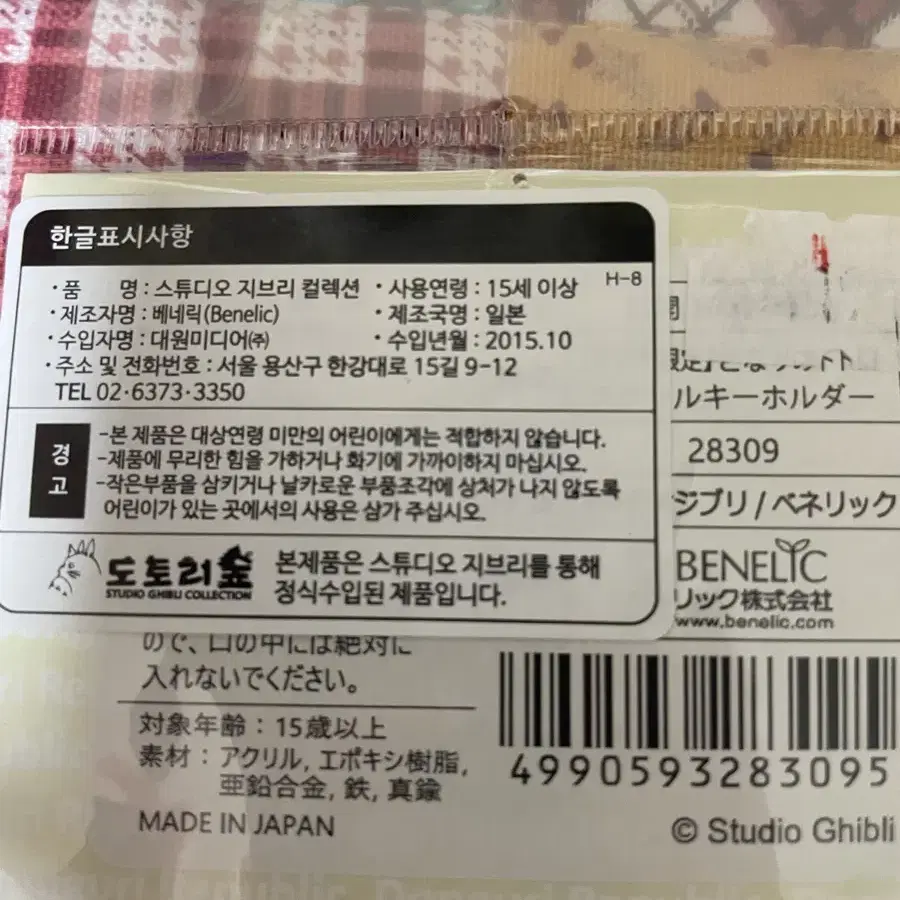 한글표시사항
·품 명 : 스튜디오 지브리 컬렉션 ·사용연령 : 15세 이상 H-8
·제조자명 : 베네릭(Benelic) ·제조국명 : 일본
·수입자명 : 대원미디어㈜ ·수입년월 : 2015.10
·주소 및 전화번호 : 서울 용산구 한강대로 15길 9-12
TEL 02·6373·3350
경고
-본 제품은 대상연령 미만의 어린이에게는 적합하지 않습니다.
-제품에 무리한 힘을 가하거나 화기에 가까이하지 마십시오.
-작은부품을 삼키거나 날카로운 부품조각에 상처가 나지 않도록
어린이가 있는 곳에서의 사용은 삼가 주십시오.
도토리숲
STUDIO GHIBLI COLLECTION
본제품은 스튜디오 지브리를 통해
정식수입된 제품입니다.
ルキーホルダー
28309
ジブリ / ベネリック
BENELIC
リック株式会社
www.benelic.com
ので、口の中には絶対に
入れないでください。
対象年齢：15歳以上
素材：アクリル, エポキシ樹脂,
亜鉛合金, 鉄, 真鍮
MADE IN JAPAN
4990593283095
© Studio Ghibli